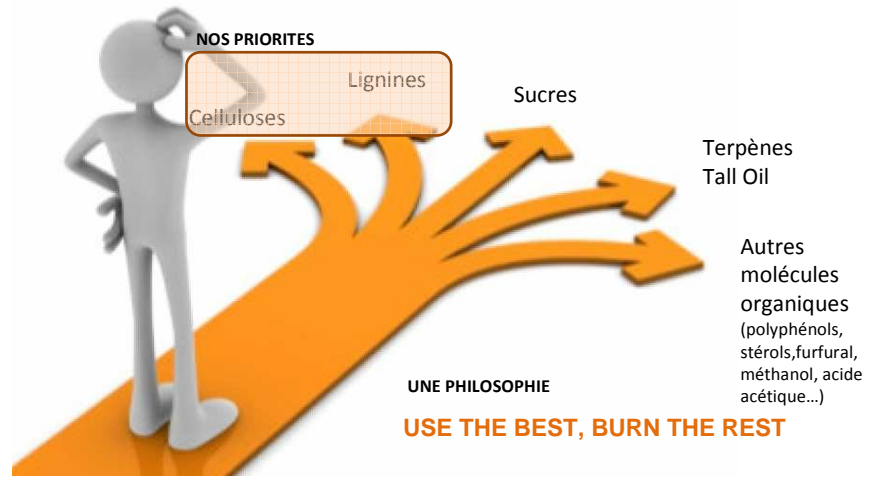 NOS PRIORITES
Lignines
Celluloses
Sucres
Terpènes
Tall Oil
Autres
molécules
organiques
(polyphénols,
stérols,furfural,
méthanol, acide
acétique…)
UNE PHILOSOPHIE
USE THE BEST, BURN THE REST